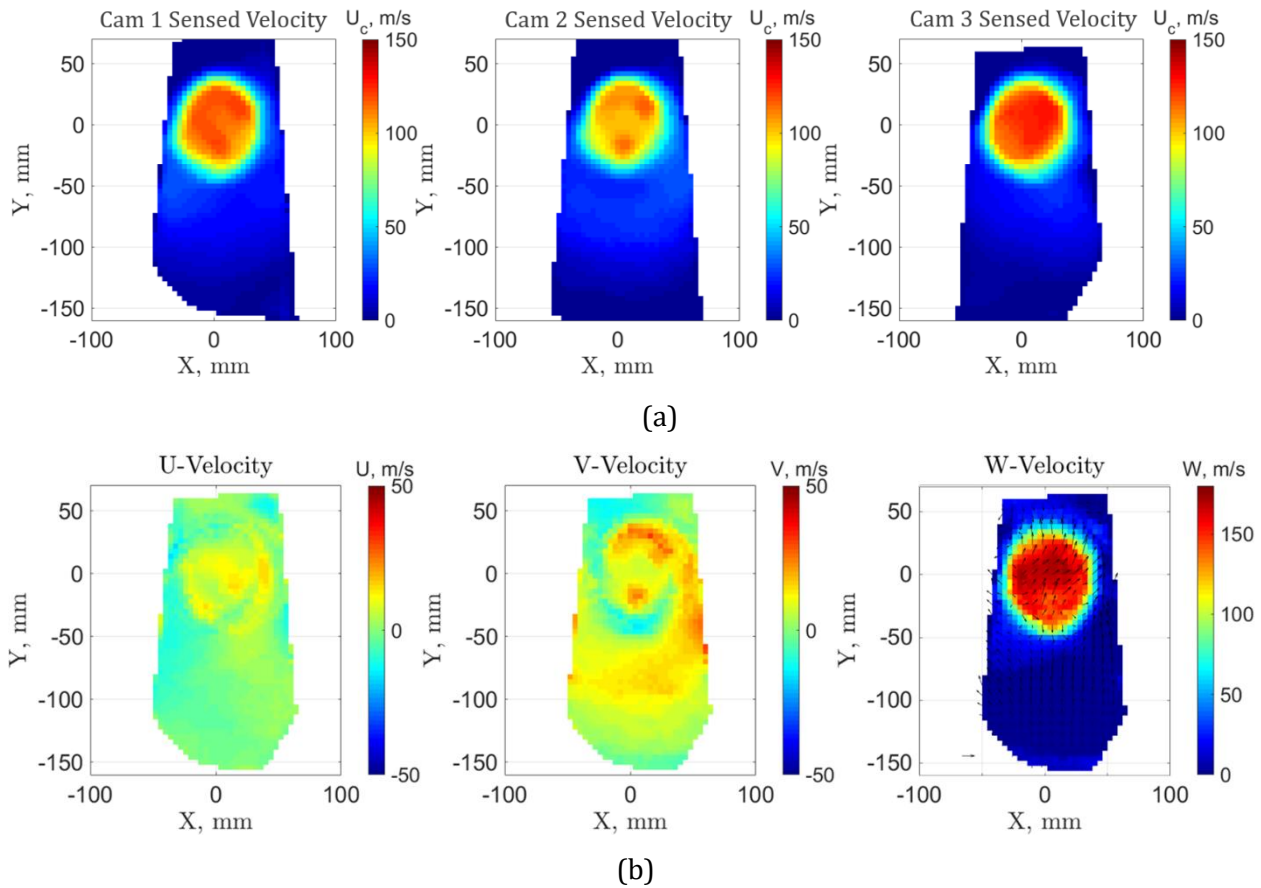 Cam 1 Sensed Velocity U_c, m/s
Cam 2 Sensed Velocity U_c, m/s
Cam 3 Sensed Velocity U_c, m/s
Y, mm
50
0
-50
-100
-150
-100 0 100
X, mm
150
100
50
0
Y, mm
50
0
-50
-100
-150
-100 0 100
X, mm
150
100
50
0
Y, mm
50
0
-50
-100
-150
-100 0 100
X, mm
150
100
50
0
(a)
U-Velocity U, m/s
V-Velocity V, m/s
W-Velocity W, m/s
Y, mm
50
0
-50
-100
-150
-100 0 100
X, mm
50
0
-50
Y, mm
50
0
-50
-100
-150
-100 0 100
X, mm
50
0
-50
Y, mm
50
0
-50
-100
-150
-100 0 100
X, mm
150
100
50
0
(b)